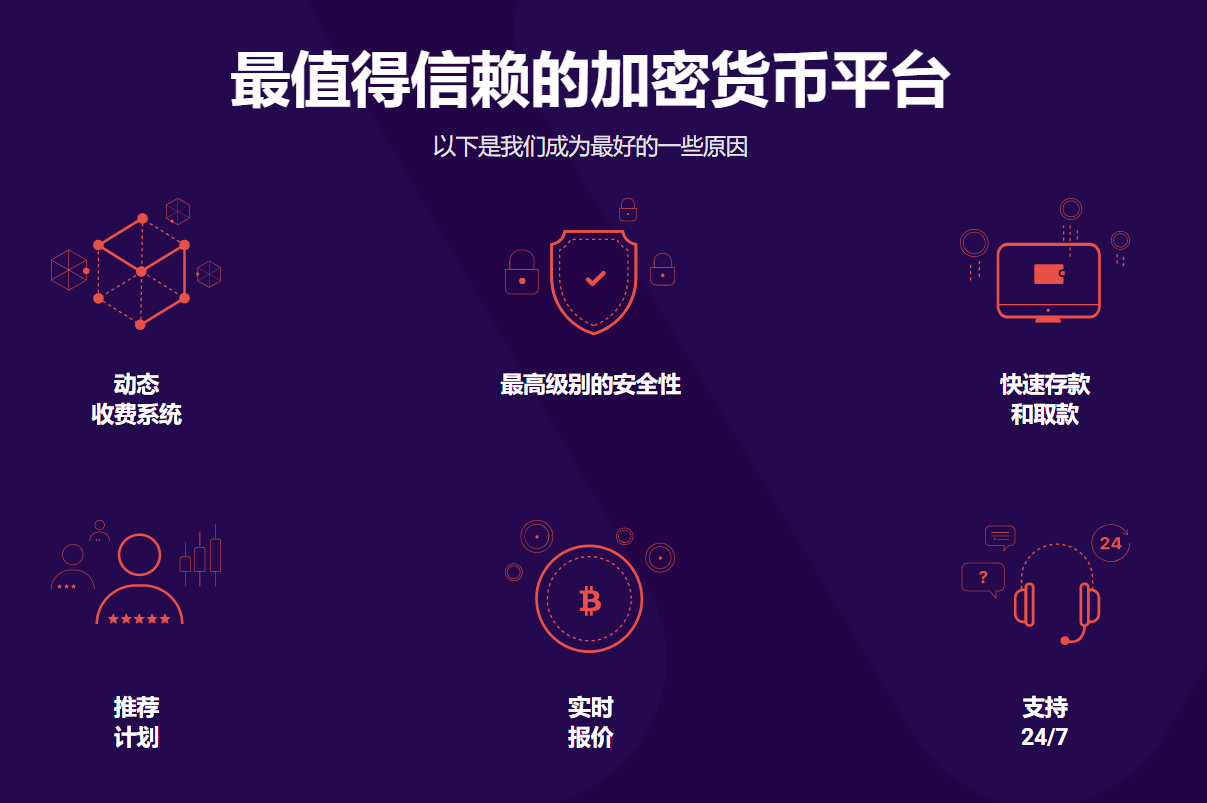 最值得信赖的加密货币平台
以下是我们成为最好的一些原因
动态
收费系统
最高级别的安全性
快速存款
和取款
24
?
推荐
计划
实时
报价
支持
24/7